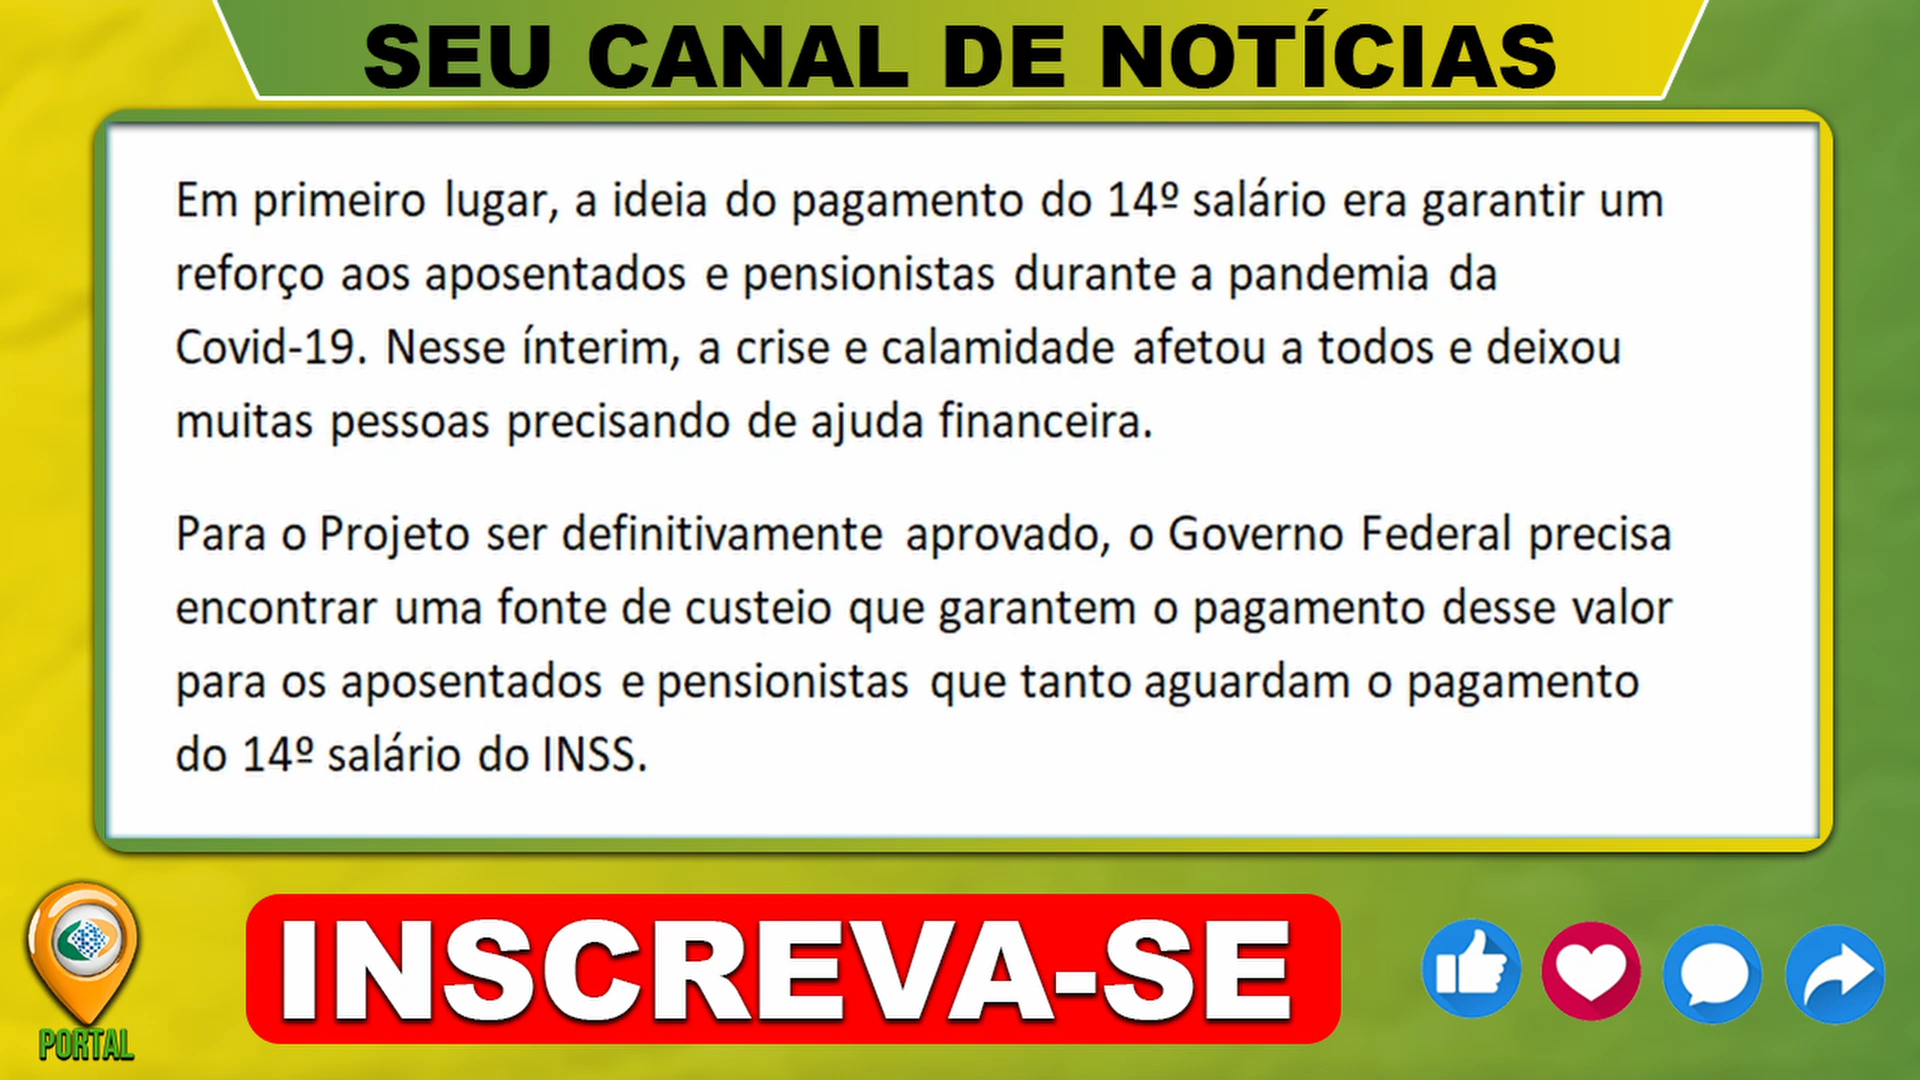 SEU CANAL DE NOTÍCIAS
Em primeiro lugar, a ideia do pagamento do 14º salário era garantir um
reforço aos aposentados e pensionistas durante a pandemia da
Covid-19. Nesse ínterim, a crise e calamidade afetou a todos e deixou
muitas pessoas precisando de ajuda financeira.
Para o Projeto ser definitivamente aprovado, o Governo Federal precisa
encontrar uma fonte de custeio que garantem o pagamento desse valor
para os aposentados e pensionistas que tanto aguardam o pagamento
do 14º salário do INSS.
PORTAL
INSCREVA-SE